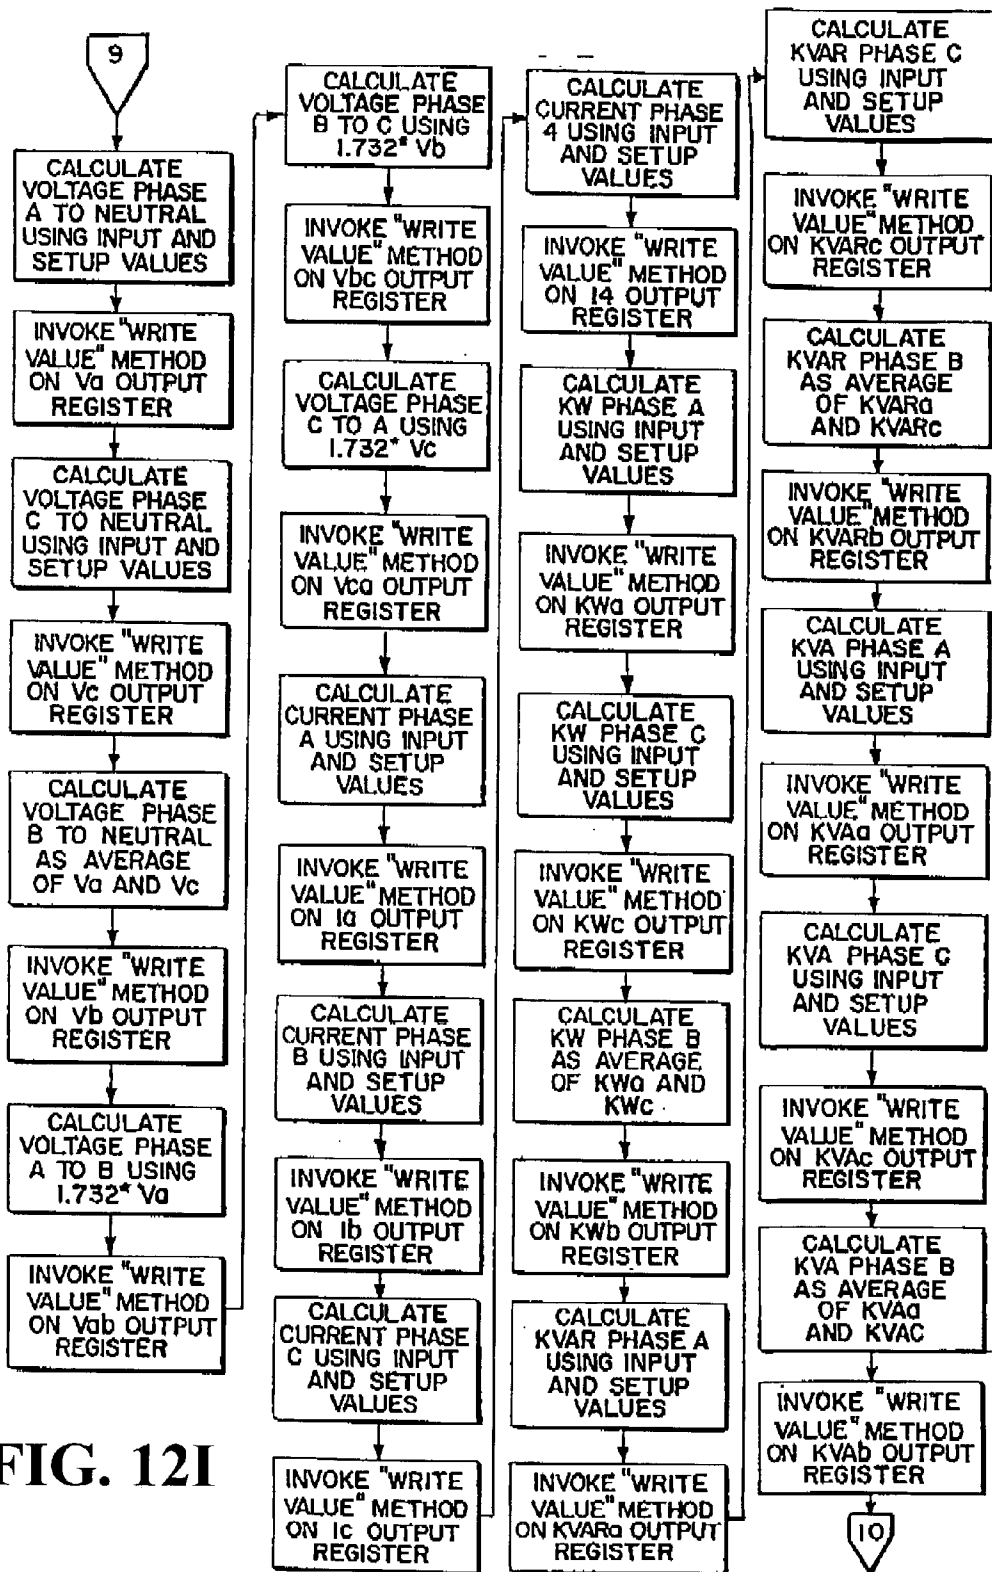 9
CALCULATE
VOLTAGE PHASE
A TO NEUTRAL
USING INPUT AND
SETUP VALUES
INVOKE "WRITE
VALUE" METHOD
ON Va OUTPUT
REGISTER
CALCULATE
VOLTAGE PHASE
C TO NEUTRAL
USING INPUT AND
SETUP VALUES
INVOKE "WRITE
VALUE" METHOD
ON Vc OUTPUT
REGISTER
CALCULATE
VOLTAGE PHASE
B TO NEUTRAL
AS AVERAGE
OF Va AND Vc
INVOKE "WRITE
VALUE" METHOD
ON Vb OUTPUT
REGISTER
CALCULATE
VOLTAGE PHASE
A TO B USING
1.732* Va
INVOKE "WRITE
VALUE" METHOD
ON Vab OUTPUT
REGISTER
CALCULATE
VOLTAGE PHASE
B TO C USING
1.732* Vb
INVOKE "WRITE
VALUE" METHOD
ON Vbc OUTPUT
REGISTER
CALCULATE
VOLTAGE PHASE
C TO A USING
1.732* Vc
INVOKE "WRITE
VALUE" METHOD
ON Vca OUTPUT
REGISTER
CALCULATE
CURRENT PHASE
A USING INPUT
AND SETUP
VALUES
INVOKE "WRITE
VALUE" METHOD
ON Ia OUTPUT
REGISTER
CALCULATE
CURRENT PHASE
B USING INPUT
AND SETUP
VALUES
INVOKE "WRITE
VALUE" METHOD
ON Ib OUTPUT
REGISTER
CALCULATE
CURRENT PHASE
C USING INPUT
AND SETUP
VALUES
INVOKE "WRITE
VALUE" METHOD
ON Ic OUTPUT
REGISTER
CALCULATE
CURRENT PHASE
4 USING INPUT
AND SETUP
VALUES
INVOKE "WRITE
VALUE" METHOD
ON I4 OUTPUT
REGISTER
CALCULATE
KW PHASE A
USING INPUT
AND SETUP
VALUES
INVOKE "WRITE
VALUE" METHOD
ON KWa OUTPUT
REGISTER
CALCULATE
KW PHASE C
USING INPUT
AND SETUP
VALUES
INVOKE "WRITE
VALUE" METHOD
ON KWc OUTPUT
REGISTER
CALCULATE
KW PHASE B
AS AVERAGE
OF KWa AND
KWc
INVOKE "WRITE
VALUE" METHOD
ON KWb OUTPUT
REGISTER
CALCULATE
KVAR PHASE A
USING INPUT
AND SETUP
VALUES
INVOKE "WRITE
VALUE" METHOD
ON KVARa OUTPUT
REGISTER
CALCULATE
KVAR PHASE C
USING INPUT
AND SETUP
VALUES
INVOKE "WRITE
VALUE" METHOD
ON KVARc OUTPUT
REGISTER
CALCULATE
KVAR PHASE B
AS AVERAGE
OF KVARa
AND KVARc
INVOKE "WRITE
VALUE" METHOD
ON KVARb OUTPUT
REGISTER
CALCULATE
KVA PHASE A
USING INPUT
AND SETUP
VALUES
INVOKE "WRITE
VALUE" METHOD
ON KVAa OUTPUT
REGISTER
CALCULATE
KVA PHASE C
USING INPUT
AND SETUP
VALUES
INVOKE "WRITE
VALUE" METHOD
ON KVAc OUTPUT
REGISTER
CALCULATE
KVA PHASE B
AS AVERAGE
OF KVAa
AND KVAC
INVOKE "WRITE
VALUE" METHOD
ON KVAb OUTPUT
REGISTER
10
FIG. 12I